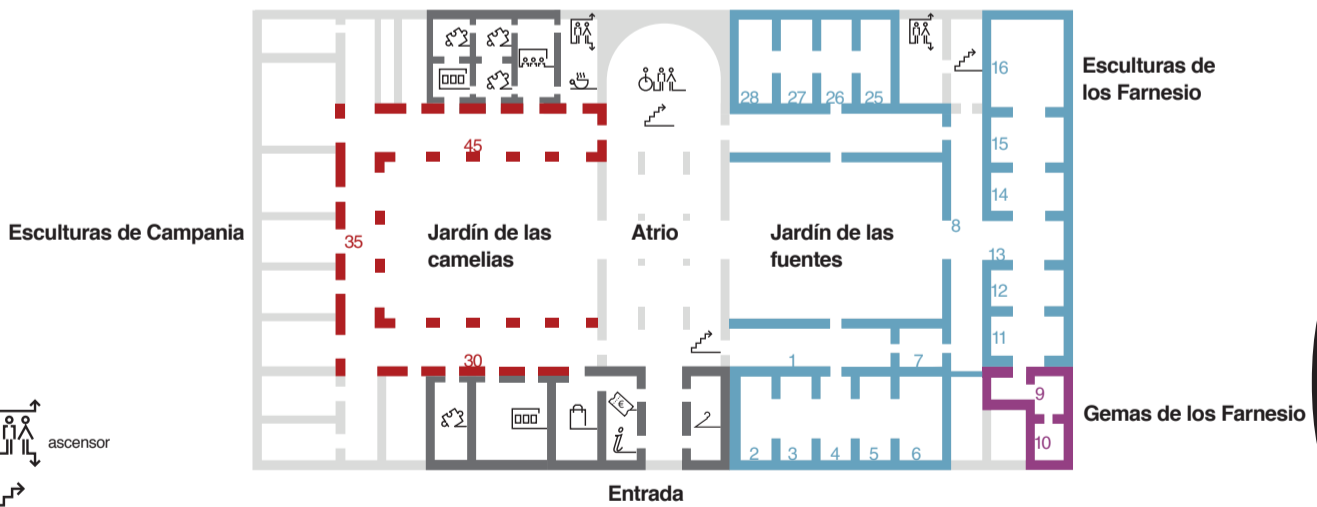 28 27 26 25
16
Esculturas de
los Farnesio
45
15
14
Esculturas de Campania
35
Jardín de las
camelias
Atrio
Jardín de las
fuentes
8
13
12
11
30
1
7
€
i
9
Gemas de los Farnesio
10
2 3 4 5 6
ascensor
Entrada